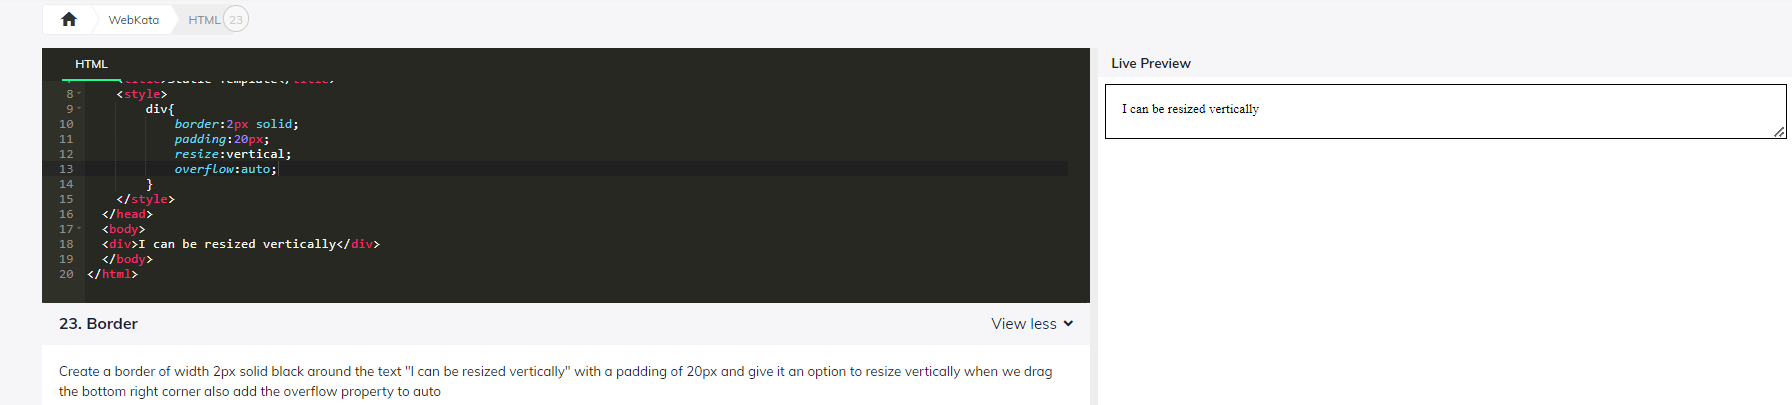 WebKata
HTML 23
HTML
<title>Static Template</title>
8 <style>
9 div{
10 border:2px solid;
11 padding:20px;
12 resize:vertical;
13 overflow:auto;
14 }
15 </style>
16 </head>
17 <body>
18 <div>I can be resized vertically</div>
19 </body>
20 </html>
23. Border
View less
Create a border of width 2px solid black around the text "I can be resized vertically" with a padding of 20px and give it an option to resize vertically when we drag
the bottom right corner also add the overflow property to auto
Live Preview
I can be resized vertically